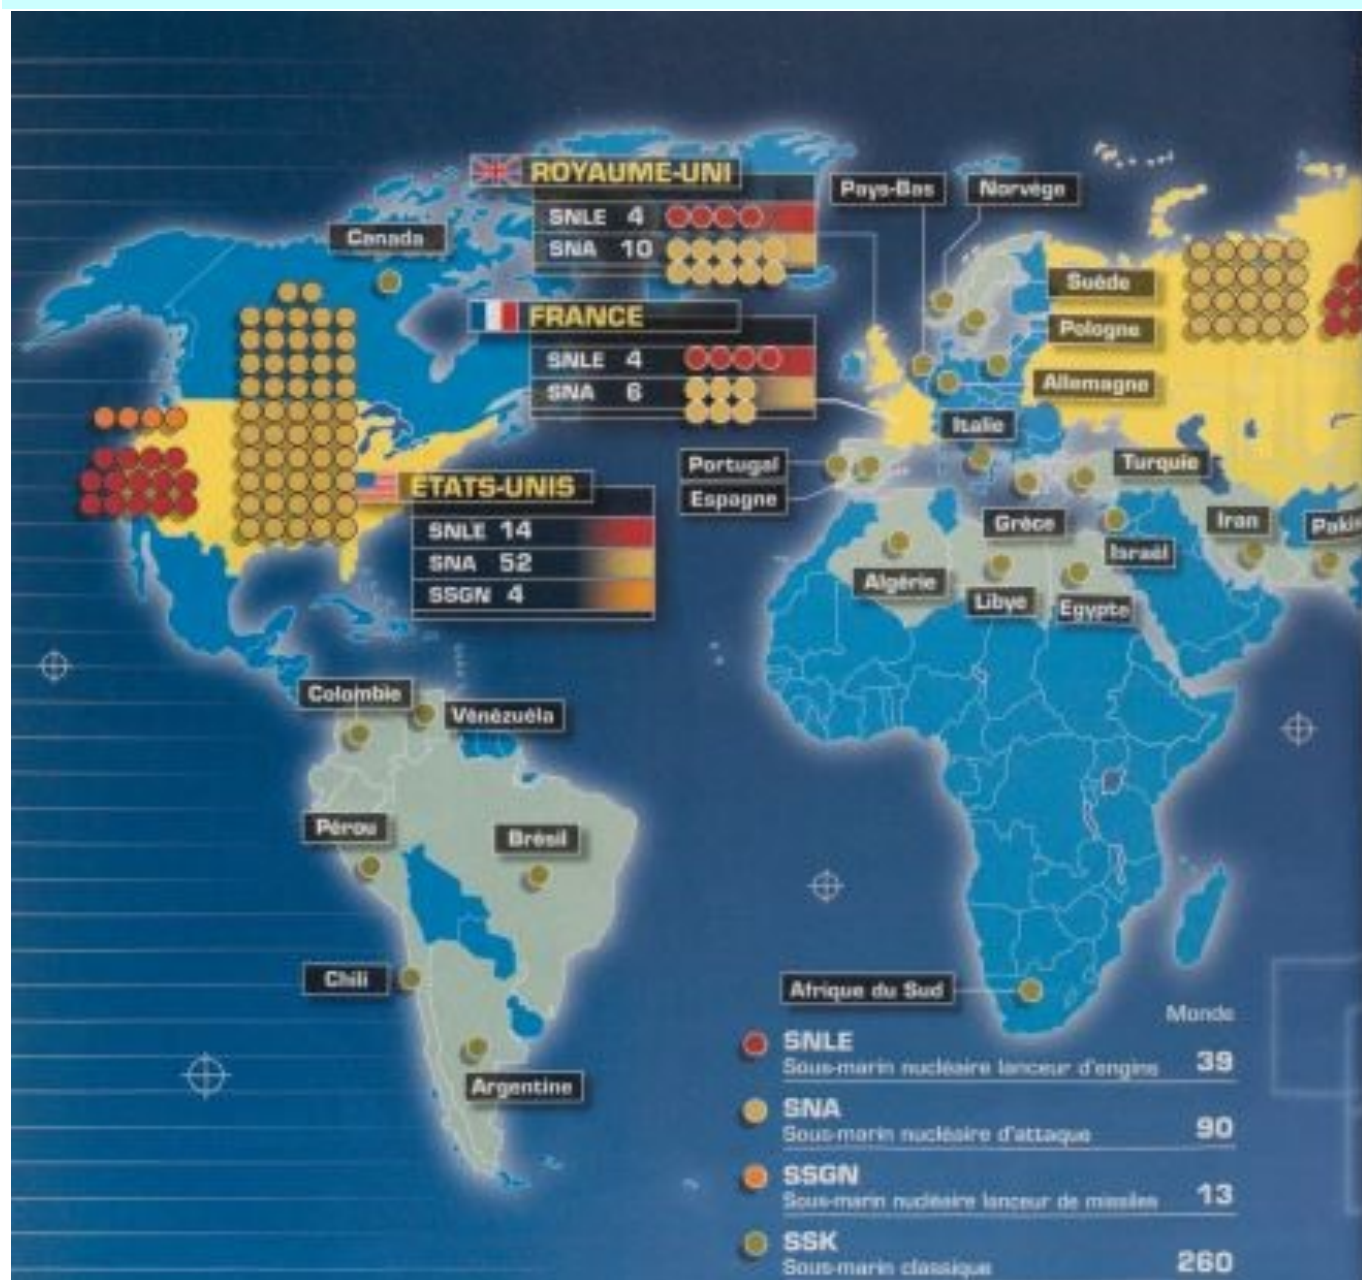 ROYAUME-UNI
SNLE 4
SNA 10
Pays-Bas
Norvège
Canada
Suède
FRANCE
Pologne
SNLE 4
SNA 6
Allemagne
Italie
Portugal
Turquie
Espagne
ETATS-UNIS
SNLE 14
SNA 52
SSGN 4
Grèce
Iran
Israël
Algérie
Libye
Egypte
Colombie
Vénézuéla
Pérou
Brésil
Chili
Afrique du Sud
Argentine
Monde
SNLE
Sous-marin nucléaire lanceur d'engins 39
SNA
Sous-marin nucléaire d'attaque 90
SSGN
Sous-marin nucléaire lanceur de missiles 13
SSK
Sous-marin classique 260